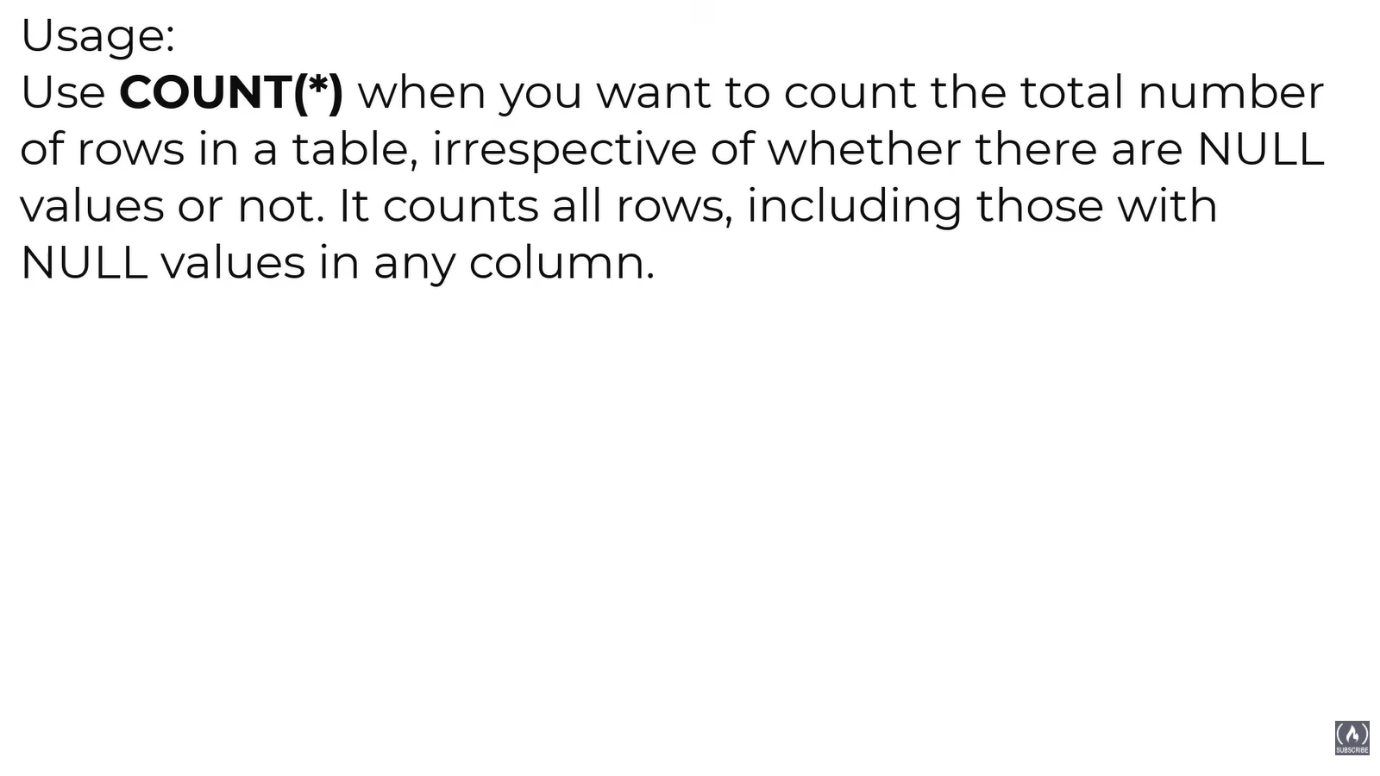 Usage:
Use COUNT(*) when you want to count the total number
of rows in a table, irrespective of whether there are NULL
values or not. It counts all rows, including those with
NULL values in any column.
SUBSCRIBE